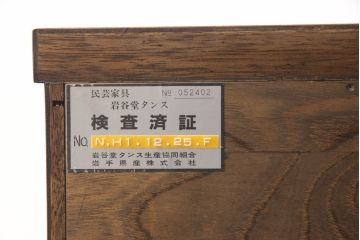 民芸家具 № 052402
岩谷堂タンス
検査済証
No. N.H1.12.25.F
岩谷堂タンス生産協同組合
岩手県産株式会社